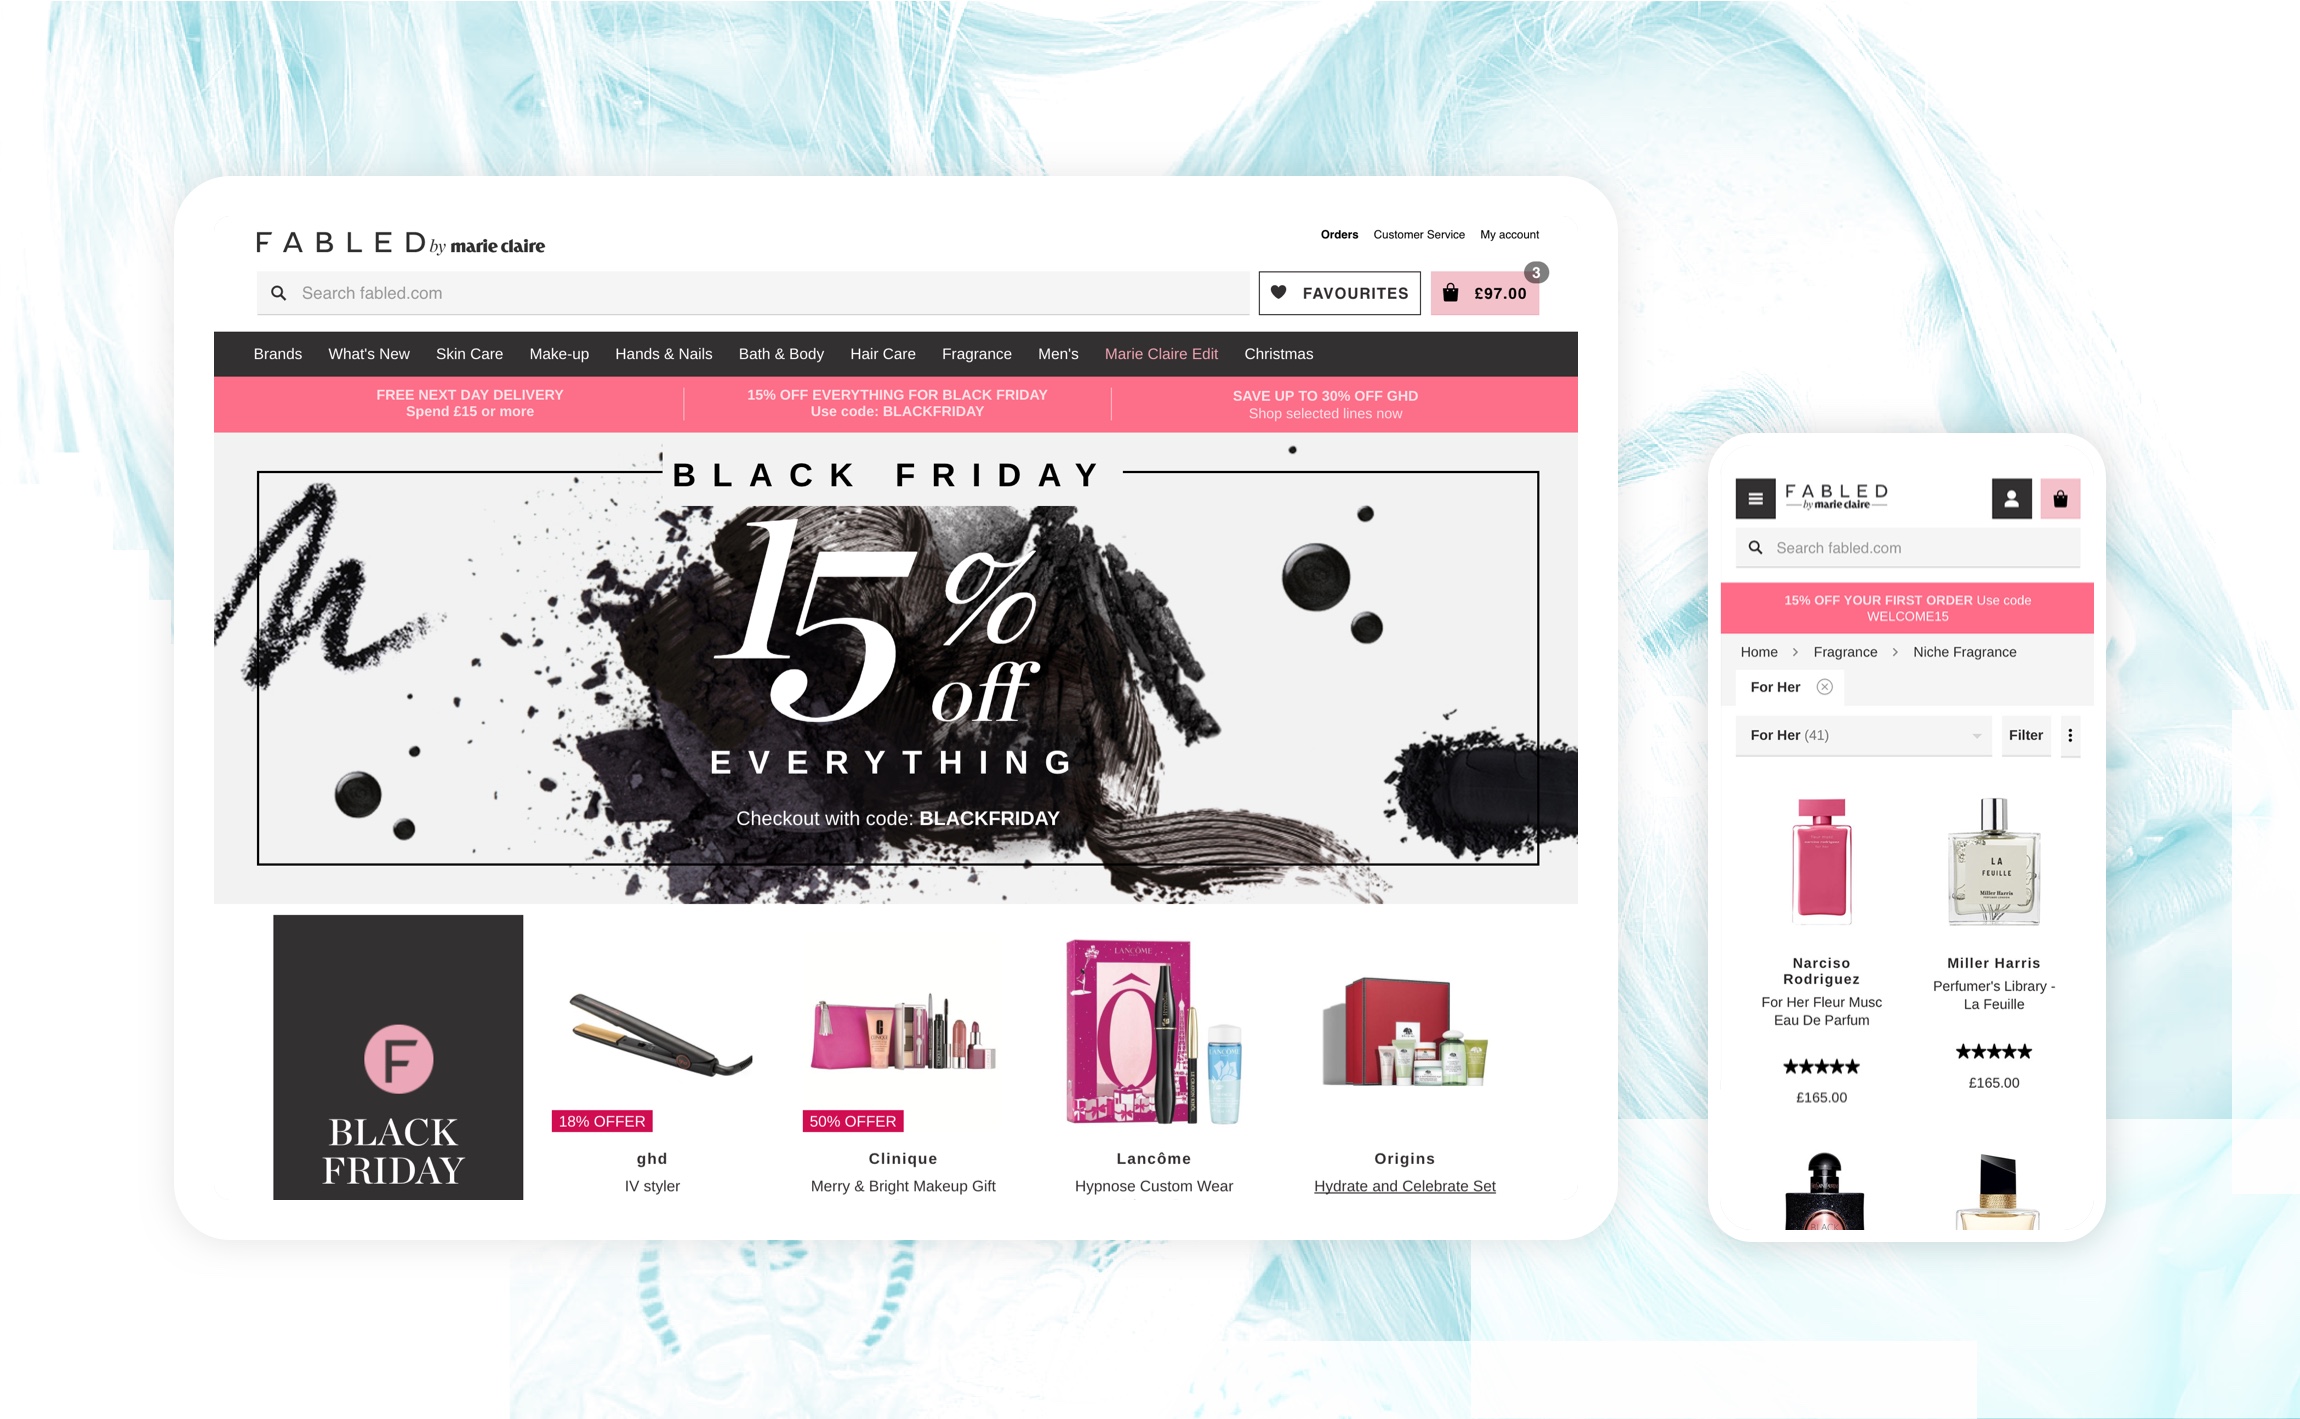 FABLED by marie claire
Orders Customer Service My account
3
Search fabled.com
FAVOURITES
£97.00
Brands What's New Skin Care Make-up Hands & Nails Bath & Body Hair Care Fragrance Men's Marie Claire Edit Christmas
FREE NEXT DAY DELIVERY
Spend £15 or more
15% OFF EVERYTHING FOR BLACK FRIDAY
Use code: BLACKFRIDAY
SAVE UP TO 30% OFF GHD
Shop selected lines now
BLACK FRIDAY
15%
off
EVERYTHING
Checkout with code: BLACKFRIDAY
F
BLACK
FRIDAY
18% OFFER
ghd
IV styler
50% OFFER
Clinique
Merry & Bright Makeup Gift
LANCÔME
Ô
LANCÔME
Lancôme
Hypnose Custom Wear
Origins
Hydrate and Celebrate Set
FABLED
by marie claire
Search fabled.com
15% OFF YOUR FIRST ORDER Use code
WELCOME15
Home > Fragrance > Niche Fragrance
For Her
For Her (41)
Filter
LA
FEUILLE
Miller Harris
Narciso
Rodriguez
For Her Fleur Musc
Eau De Parfum
£165.00
Miller Harris
Perfumer's Library -
La Feuille
£165.00
BLACK